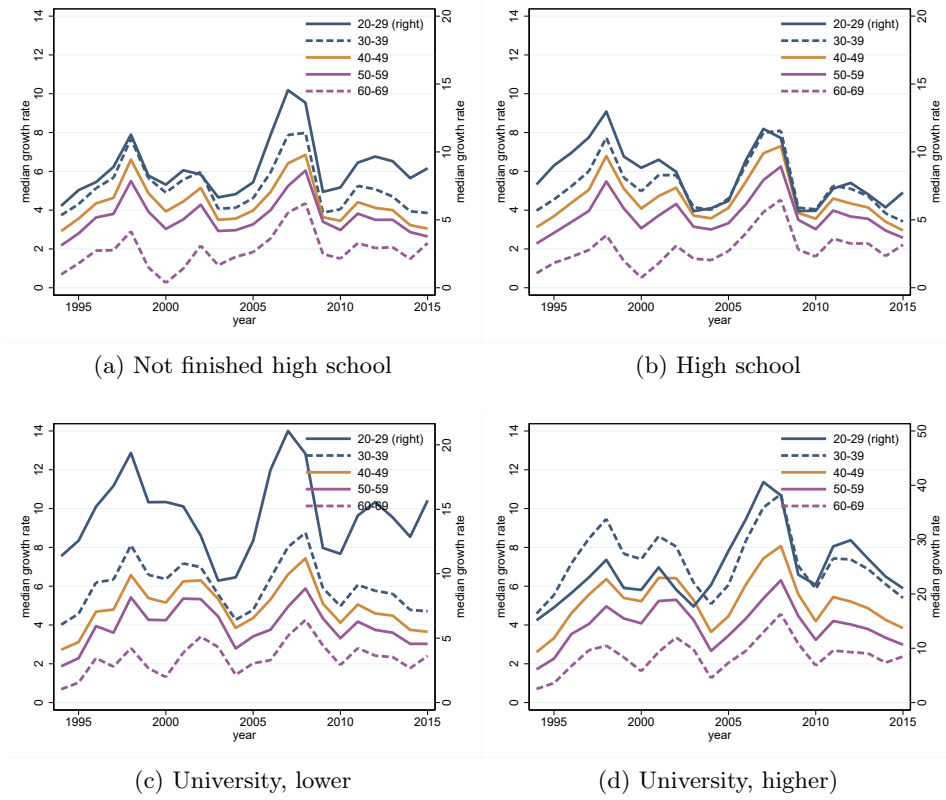 14
12
10
8
6
4
2
0
median growth rate
20
15
10
5
0
median growth rate
20-29 (right)
30-39
40-49
50-59
60-69
1995 2000 2005 2010 2015
year
(a) Not finished high school
14
12
10
8
6
4
2
0
median growth rate
20
15
10
5
0
median growth rate
20-29 (right)
30-39
40-49
50-59
60-69
1995 2000 2005 2010 2015
year
(b) High school
14
12
10
8
6
4
2
0
median growth rate
20
15
10
5
0
median growth rate
20-29 (right)
30-39
40-49
50-59
60-69
1995 2000 2005 2010 2015
year
(c) University, lower
14
12
10
8
6
4
2
0
median growth rate
50
40
30
20
10
0
median growth rate
20-29 (right)
30-39
40-49
50-59
60-69
1995 2000 2005 2010 2015
year
(d) University, higher)